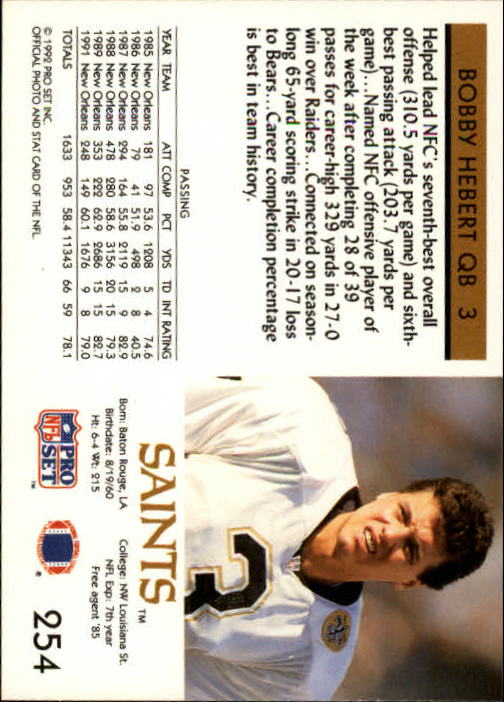 BOBBY HEBERT QB 3
Helped lead NFC's seventh-best overall
offense (310.5 yards per game) and sixth-
best passing attack (203.7 yards per
game)...Named NFC offensive player of
the week after completing 28 of 39
passes for career-high 329 yards in 27-0
win over Raiders...Connected on season-
long 65-yard scoring strike in 20-17 loss
to Bears...Career completion percentage
is best in team history.
PASSING
YEAR TEAM ATT COMP PCT YDS TD INT RATING
1985 New Orleans 181 97 53.6 1208 5 4 74.6
1986 New Orleans 79 41 51.9 498 2 8 40.5
1987 New Orleans 294 164 55.8 2119 15 9 82.9
1988 New Orleans 478 280 58.6 3156 20 15 79.3
1989 New Orleans 353 222 62.9 2686 15 15 82.7
1991 New Orleans 248 149 60.1 1676 9 8 79.0
TOTALS 1633 953 58.4 11343 66 59 78.1
© 1992 PRO SET INC.
OFFICIAL PHOTO AND STAT CARD OF THE NFL.
3
SAINTS™
Born: Baton Rouge, LA College: NW Louisiana St.
Birthdate: 8/19/60 NFL Exp: 7th year
Ht: 6-4 Wt: 215 Free agent '85
PRO
NFL
SET™
®
254